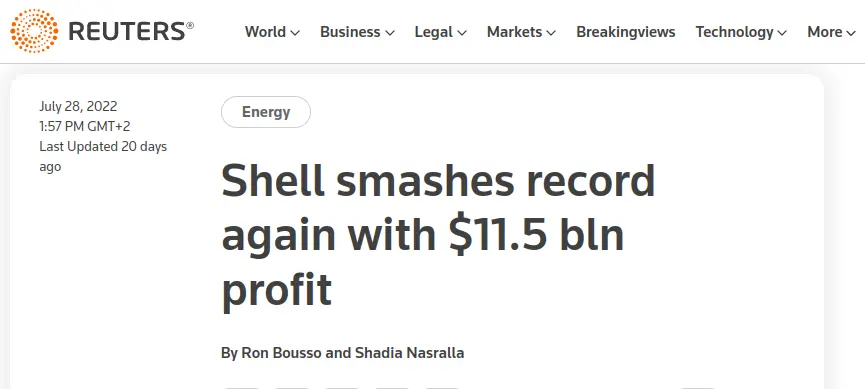 REUTERS®
World Business Legal Markets Breakingviews Technology More
July 28, 2022
1:57 PM GMT+2
Last Updated 20 days
ago
Energy
Shell smashes record
again with $11.5 bln
profit
By Ron Bousso and Shadia Nasralla